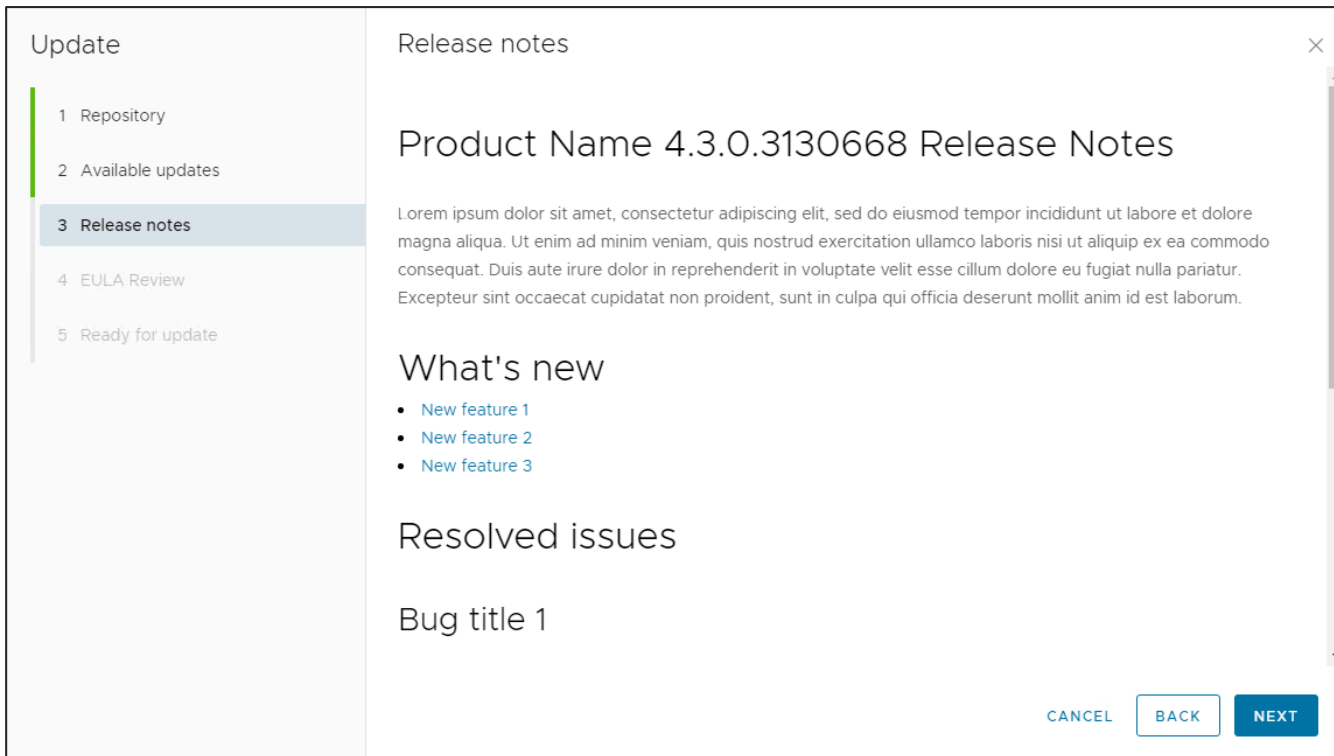 Update
1 Repository
2 Available updates
3 Release notes
4 EULA Review
5 Ready for update
Release notes
Product Name 4.3.0.3130668 Release Notes
Lorem ipsum dolor sit amet, consectetur adipiscing elit, sed do eiusmod tempor incididunt ut labore et dolore
magna aliqua. Ut enim ad minim veniam, quis nostrud exercitation ullamco laboris nisi ut aliquip ex ea commodo
consequat. Duis aute irure dolor in reprehenderit in voluptate velit esse cillum dolore eu fugiat nulla pariatur.
Excepteur sint occaecat cupidatat non proident, sunt in culpa qui officia deserunt mollit anim id est laborum.
What's new
• New feature 1
• New feature 2
• New feature 3
Resolved issues
Bug title 1
CANCEL BACK NEXT